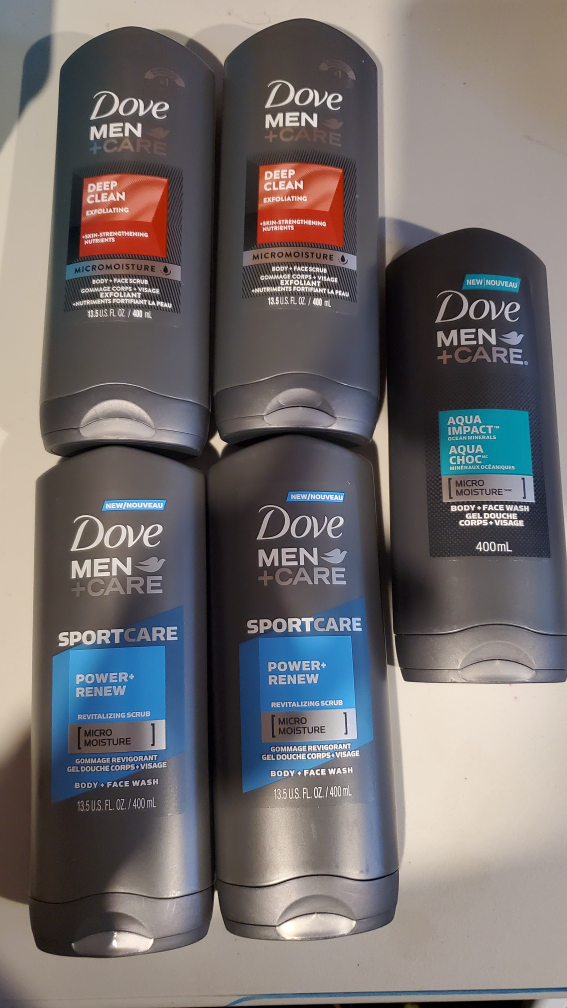 Dove
MEN
+CARE
DEEP
CLEAN
EXFOLIATING
+SKIN-STRENGTHENING
NUTRIENTS
MICROMOISTURE
BODY + FACE SCRUB
GOMMAGE CORPS + VISAGE
EXFOLIANT
+NUTRIMENTS FORTIFIANT LA PEAU
13.5 U.S. FL. OZ. / 400 mL
Dove
MEN
+CARE
DEEP
CLEAN
EXFOLIATING
+SKIN-STRENGTHENING
NUTRIENTS
MICROMOISTURE
BODY + FACE SCRUB
GOMMAGE CORPS + VISAGE
EXFOLIANT
+NUTRIMENTS FORTIFIANT LA PEAU
13.5 U.S. FL. OZ. / 400 mL
NEW/NOUVEAU
Dove
MEN
+CARE.
AQUA
IMPACT™
OCEAN MINERALS
AQUA
CHOC MC
MINÉRAUX OCÉANIQUES
[MICRO
MOISTURE™]
BODY + FACE WASH
GEL DOUCHE
CORPS + VISAGE
400mL
NEW/NOUVEAU
Dove
MEN
+CARE
SPORTCARE
POWER+
RENEW
REVITALIZING SCRUB
[MICRO
MOISTURE]
GOMMAGE REVIGORANT
GEL DOUCHE CORPS + VISAGE
BODY + FACE WASH
13.5 U.S. FL. OZ. / 400 mL
NEW/NOUVEAU
Dove
MEN
+CARE
SPORTCARE
POWER+
RENEW
REVITALIZING SCRUB
[MICRO
MOISTURE]
GOMMAGE REVIGORANT
GEL DOUCHE CORPS + VISAGE
BODY + FACE WASH
13.5 U.S. FL. OZ. / 400 mL